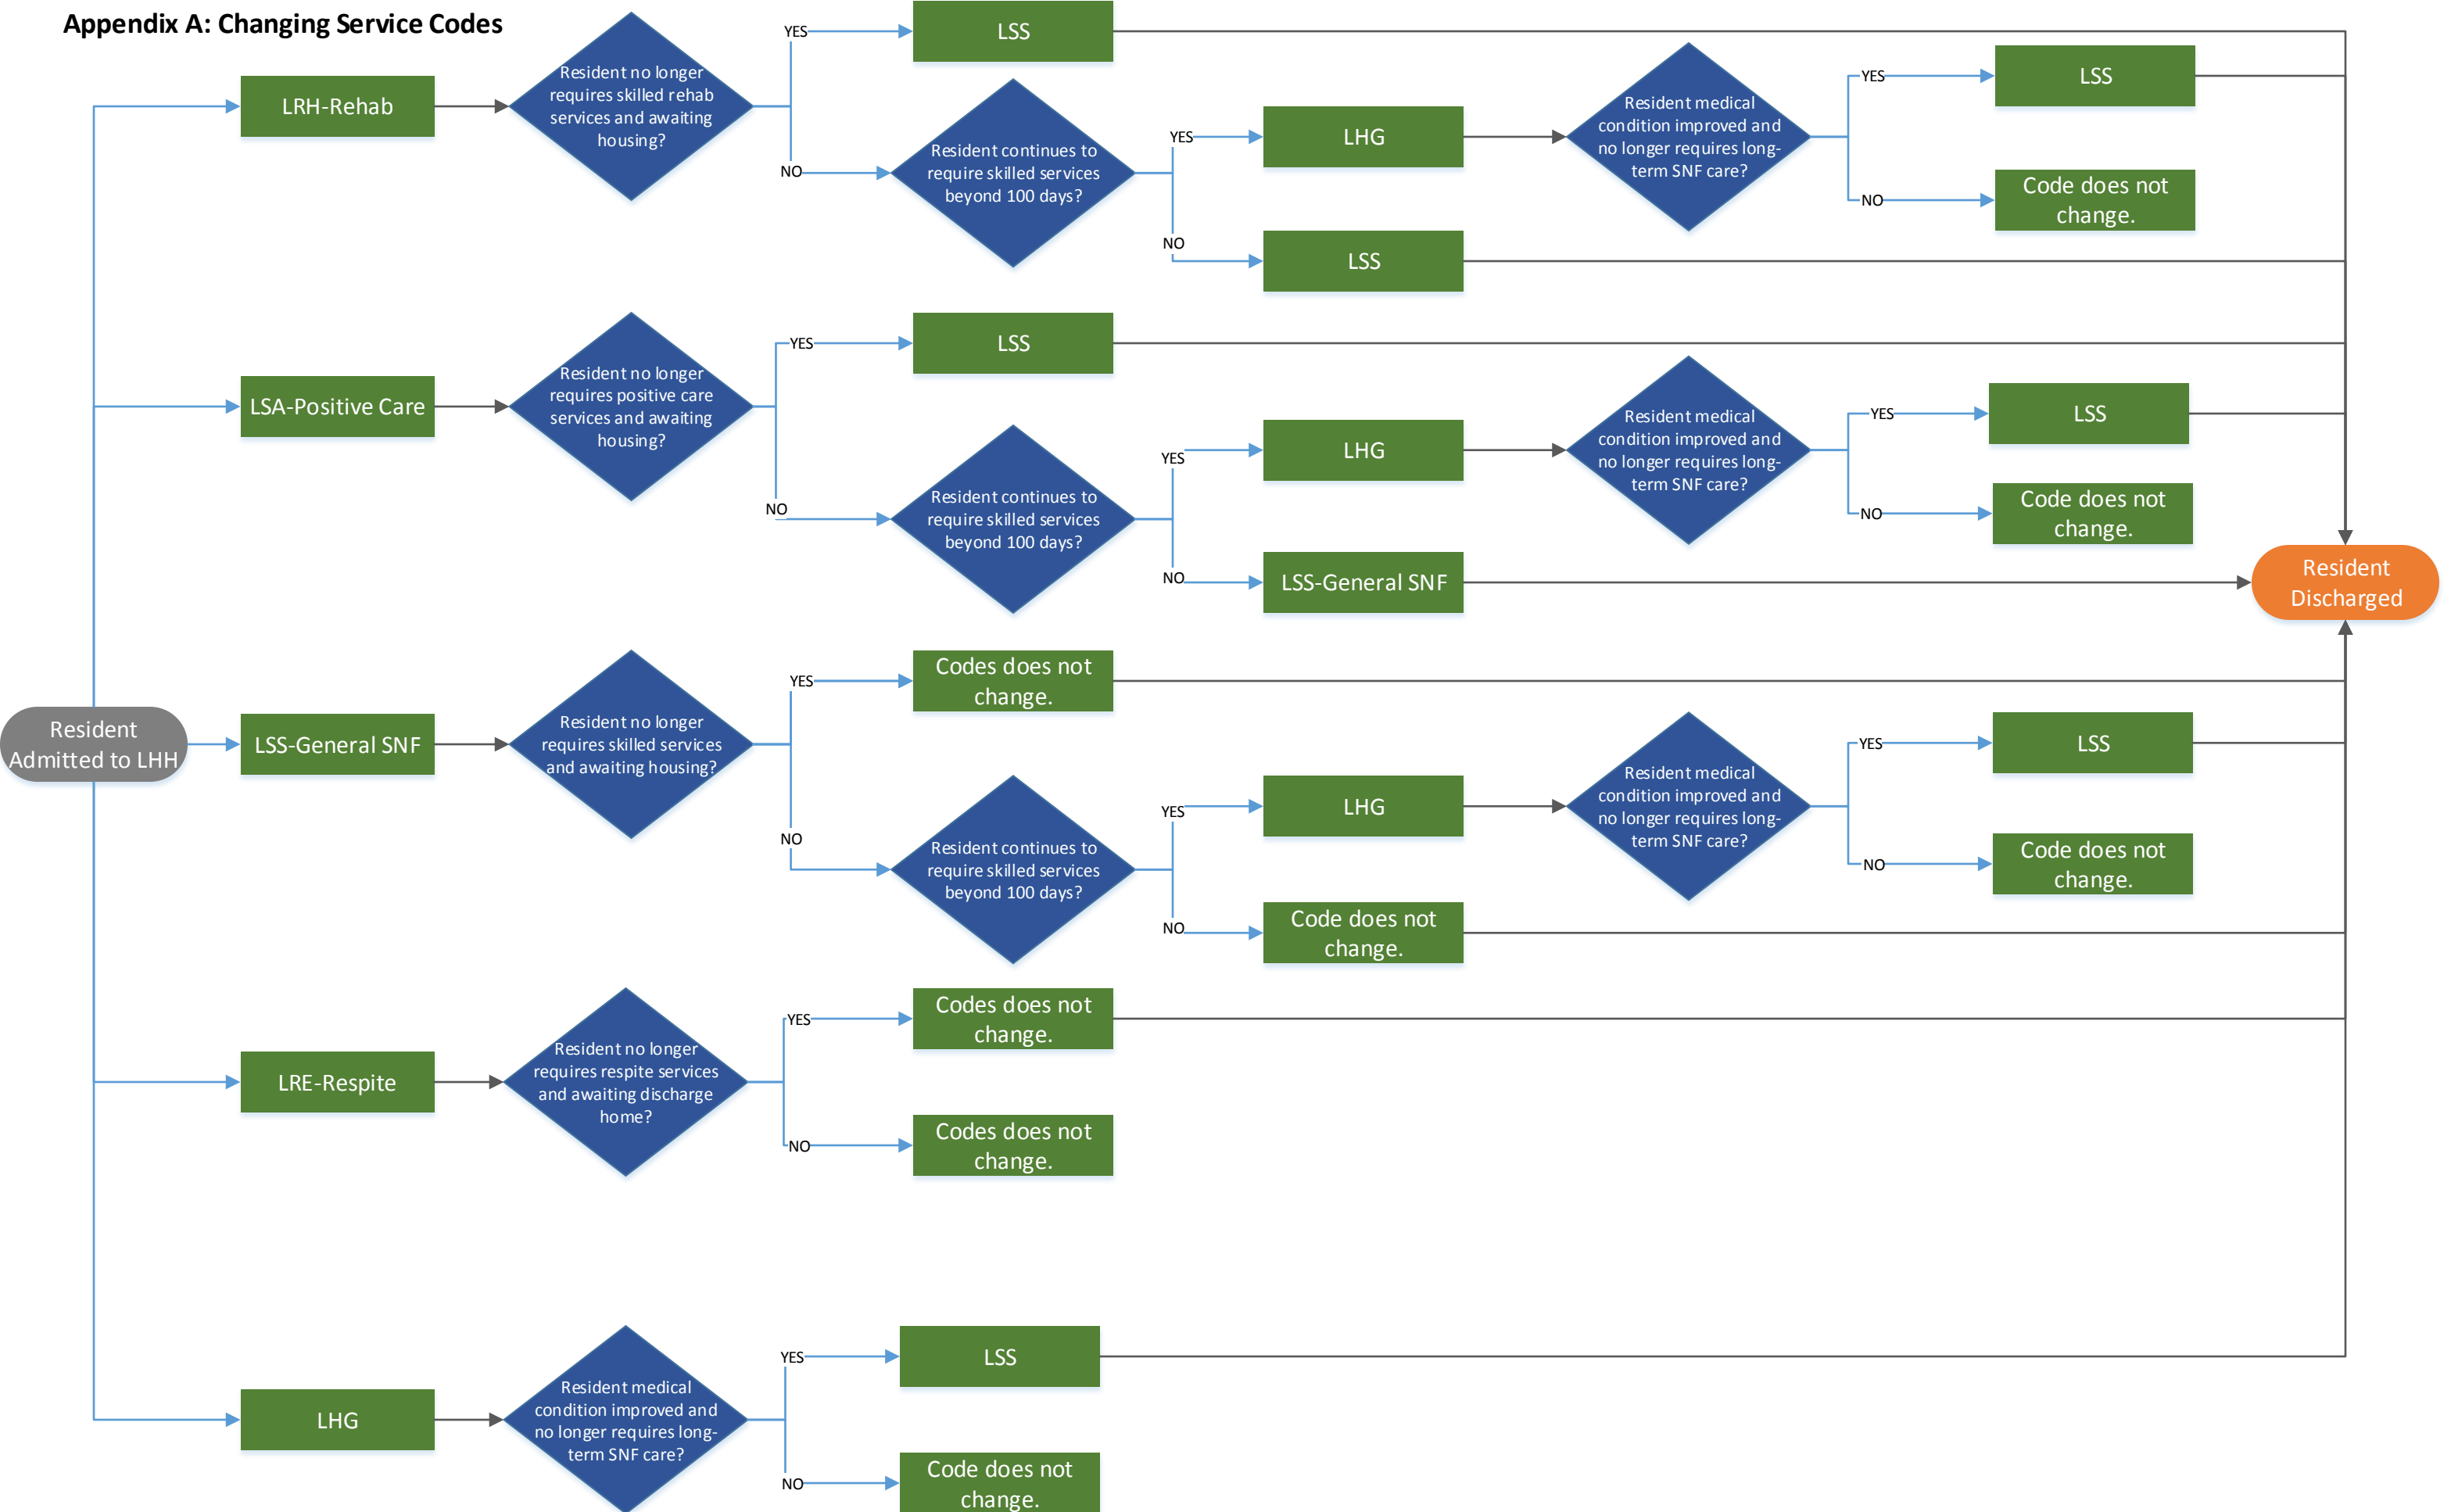 Appendix A: Changing Service Codes
Resident
Admitted to LHH
LRH-Rehab
Resident no longer
requires skilled rehab
services and awaiting
housing?
YES
LSS
NO
Resident continues to
require skilled services
beyond 100 days?
YES
LHG
Resident medical
condition improved and
no longer requires long-
term SNF care?
YES
LSS
NO
Code does not
change.
NO
LSS
LSA-Positive Care
Resident no longer
requires positive care
services and awaiting
housing?
YES
LSS
NO
Resident continues to
require skilled services
beyond 100 days?
YES
LHG
Resident medical
condition improved and
no longer requires long-
term SNF care?
YES
LSS
NO
Code does not
change.
NO
LSS-General SNF
Resident
Discharged
LSS-General SNF
Resident no longer
requires skilled services
and awaiting housing?
YES
Codes does not
change.
NO
Resident continues to
require skilled services
beyond 100 days?
YES
LHG
Resident medical
condition improved and
no longer requires long-
term SNF care?
YES
LSS
NO
Code does not
change.
NO
Code does not
change.
LRE-Respite
Resident no longer
requires respite services
and awaiting discharge
home?
YES
Codes does not
change.
NO
Codes does not
change.
LHG
Resident medical
condition improved and
no longer requires long-
term SNF care?
YES
LSS
NO
Code does not
change.